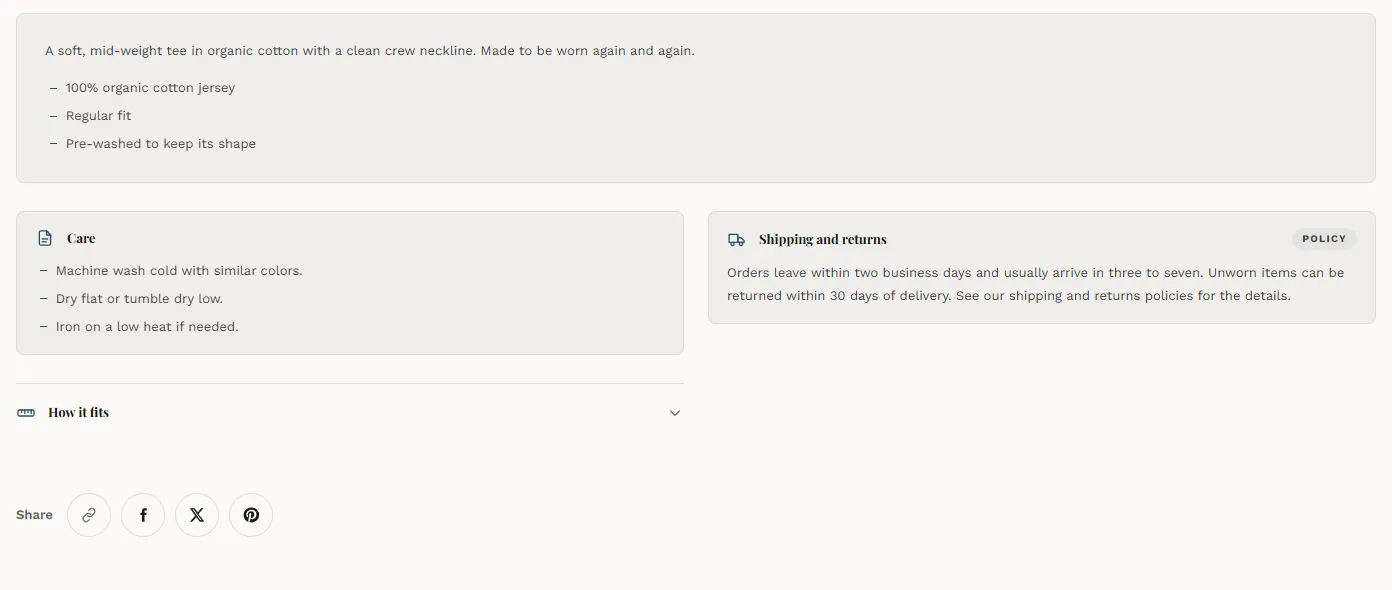 A soft, mid-weight tee in organic cotton with a clean crew neckline. Made to be worn again and again.
– 100% organic cotton jersey
– Regular fit
– Pre-washed to keep its shape
Care
– Machine wash cold with similar colors.
– Dry flat or tumble dry low.
– Iron on a low heat if needed.
Shipping and returns
POLICY
Orders leave within two business days and usually arrive in three to seven. Unworn items can be
returned within 30 days of delivery. See our shipping and returns policies for the details.
How it fits
Share